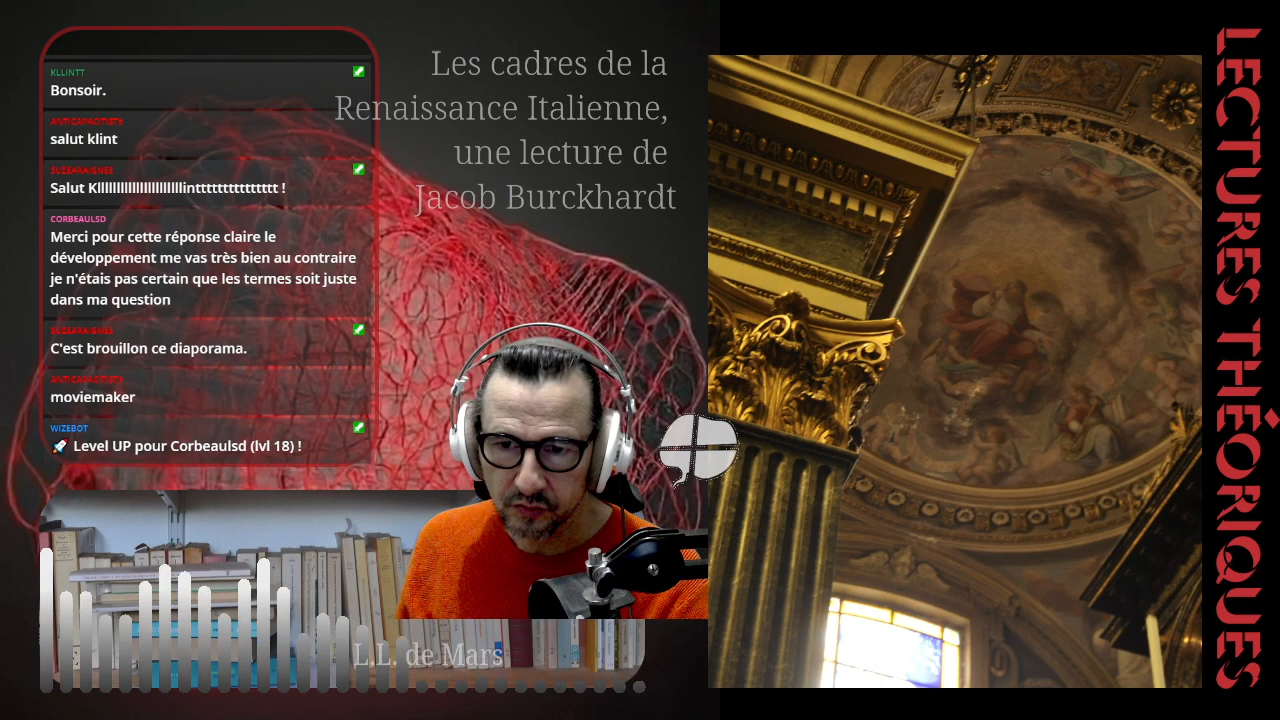 KLLINTT
Bonsoir.
ANTICAPACITISTE
salut klint
SUZEARAIGNEE
Salut Klllllllllllllllllllllinttttttttttttttt !
CORBEAULSD
Merci pour cette réponse claire le
développement me vas très bien au contraire
je n'étais pas certain que les termes soit juste
dans ma question
SUZEARAIGNEE
C'est brouillon ce diaporama.
ANTICAPACITISTE
moviemaker
WIZEBOT
🚀 Level UP pour Corbeaulsd (lvl 18) !
Les cadres de la
Renaissance Italienne,
une lecture de
Jacob Burckhardt
L.L. de Mars
LECTURES THÉORIQUES